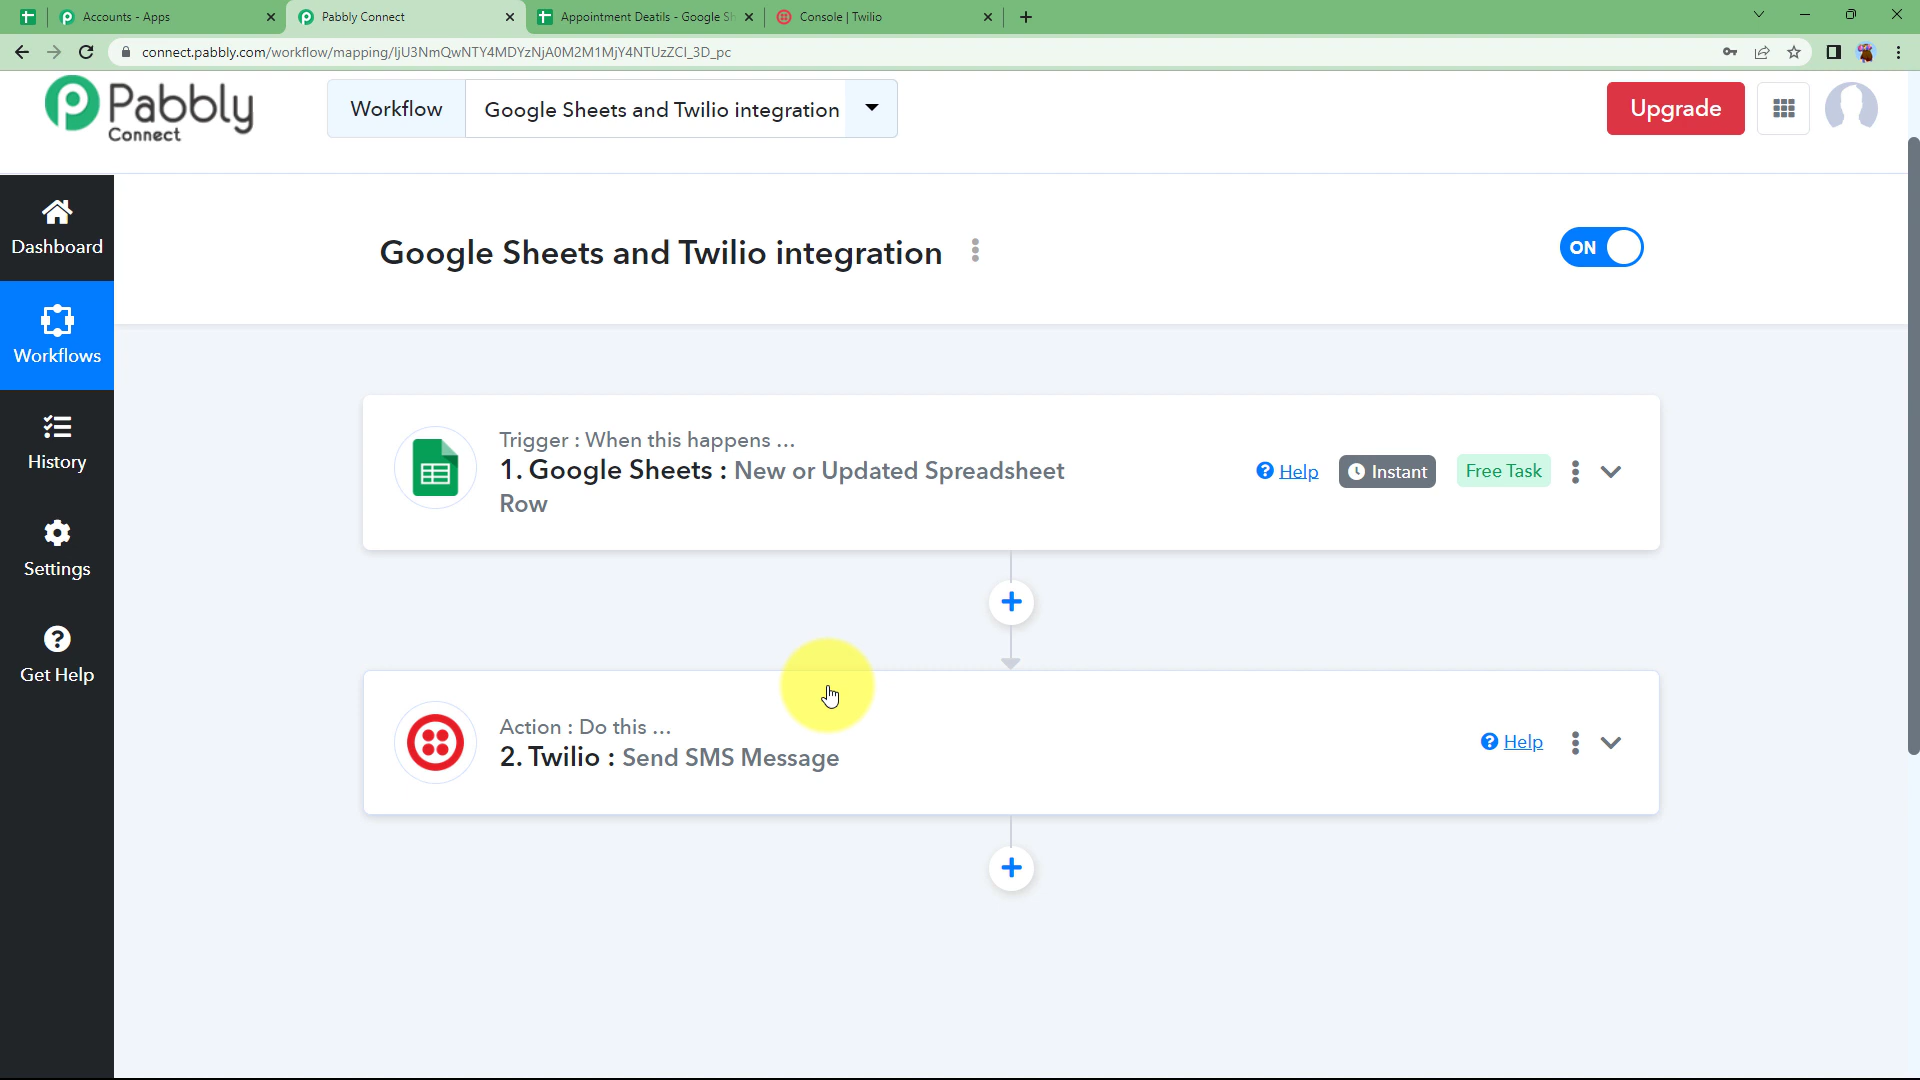 Accounts - Apps
Pabbly Connect
Appointment Deatils - Google Sh
Console | Twilio
connect.pabbly.com/workflow/mapping/IjU3NmQwNTY4MDYzNjA0M2M1MjY4NTUzZCI_3D_pc
Pabbly
Connect
Workflow
Google Sheets and Twilio integration
Upgrade
Dashboard
Workflows
History
Settings
Get Help
Google Sheets and Twilio integration
ON
Trigger : When this happens ...
1. Google Sheets : New or Updated Spreadsheet
Row
Help
Instant
Free Task
Action : Do this ...
2. Twilio : Send SMS Message
Help